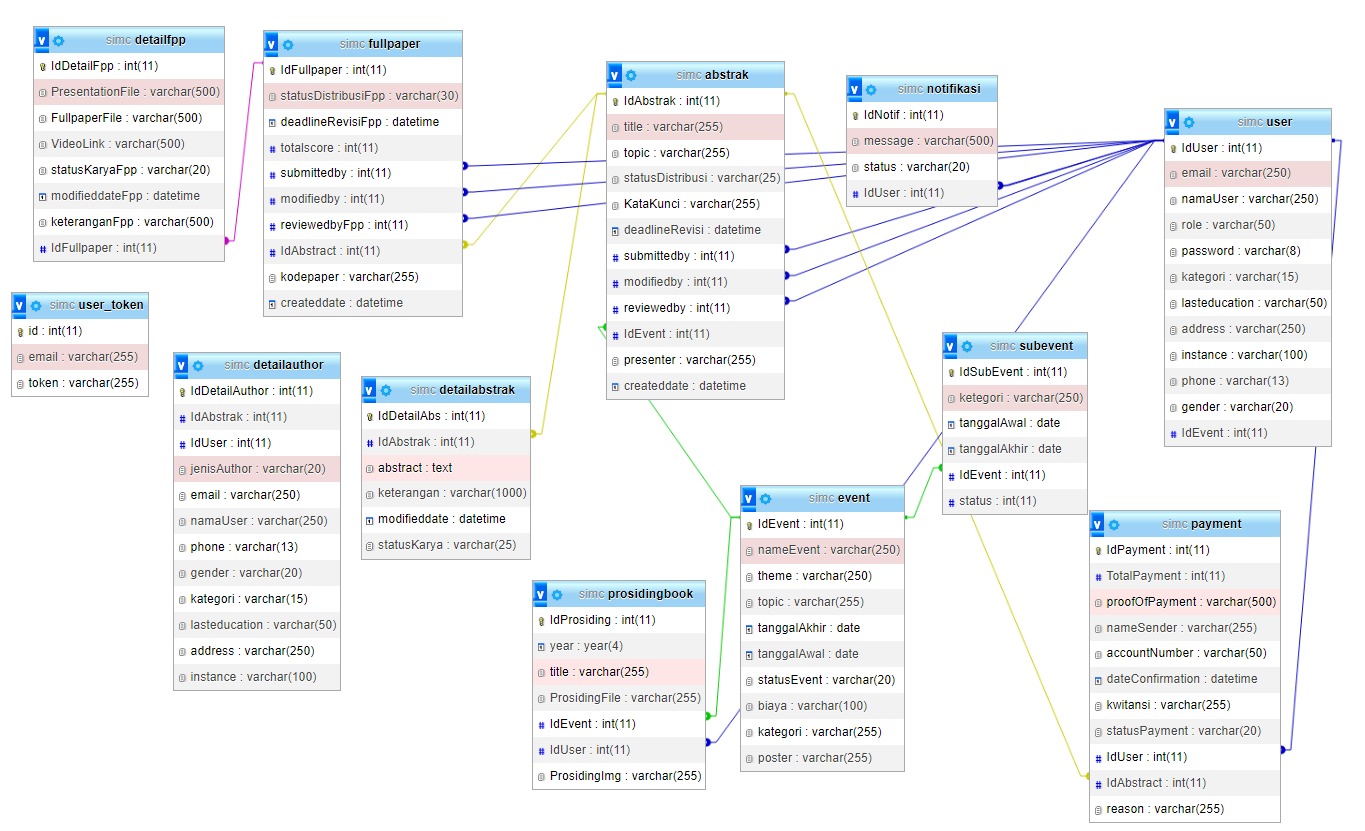 simc detailfpp
IdDetailFpp : int(11)
PresentationFile : varchar(500)
FullpaperFile : varchar(500)
VideoLink : varchar(500)
statusKaryaFpp : varchar(20)
modifieddateFpp : datetime
keteranganFpp : varchar(500)
IdFullpaper : int(11)
simc fullpaper
IdFullpaper : int(11)
statusDistribusiFpp : varchar(30)
deadlineRevisiFpp : datetime
totalscore : int(11)
submittedby : int(11)
modifiedby : int(11)
reviewedbyFpp : int(11)
IdAbstract : int(11)
kodepaper : varchar(255)
createddate : datetime
simc abstrak
IdAbstrak : int(11)
title : varchar(255)
topic : varchar(255)
statusDistribusi : varchar(25)
KataKunci : varchar(255)
deadlineRevisi : datetime
submittedby : int(11)
modifiedby : int(11)
reviewedby : int(11)
IdEvent : int(11)
presenter : varchar(255)
createddate : datetime
simc notifikasi
IdNotif : int(11)
message : varchar(500)
status : varchar(20)
IdUser : int(11)
simc user
IdUser : int(11)
email : varchar(250)
namaUser : varchar(250)
role : varchar(50)
password : varchar(8)
kategori : varchar(15)
lasteducation : varchar(50)
address : varchar(250)
instance : varchar(100)
phone : varchar(13)
gender : varchar(20)
IdEvent : int(11)
simc user_token
id : int(11)
email : varchar(255)
token : varchar(255)
simc detailauthor
IdDetailAuthor : int(11)
IdAbstrak : int(11)
IdUser : int(11)
jenisAuthor : varchar(20)
email : varchar(250)
namaUser : varchar(250)
phone : varchar(13)
gender : varchar(20)
kategori : varchar(15)
lasteducation : varchar(50)
address : varchar(250)
instance : varchar(100)
simc detailabstrak
IdDetailAbs : int(11)
IdAbstrak : int(11)
abstract : text
keterangan : varchar(1000)
modifieddate : datetime
statusKarya : varchar(25)
simc subevent
IdSubEvent : int(11)
ketegori : varchar(250)
tanggalAwal : date
tanggalAkhir : date
IdEvent : int(11)
status : int(11)
simc event
IdEvent : int(11)
nameEvent : varchar(250)
theme : varchar(250)
topic : varchar(255)
tanggalAkhir : date
tanggalAwal : date
statusEvent : varchar(20)
biaya : varchar(100)
kategori : varchar(255)
poster : varchar(255)
simc prosidingbook
IdProsiding : int(11)
year : year(4)
title : varchar(255)
ProsidingFile : varchar(255)
IdEvent : int(11)
IdUser : int(11)
ProsidingImg : varchar(255)
simc payment
IdPayment : int(11)
TotalPayment : int(11)
proofOfPayment : varchar(500)
nameSender : varchar(255)
accountNumber : varchar(50)
dateConfirmation : datetime
kwitansi : varchar(255)
statusPayment : varchar(20)
IdUser : int(11)
IdAbstract : int(11)
reason : varchar(255)